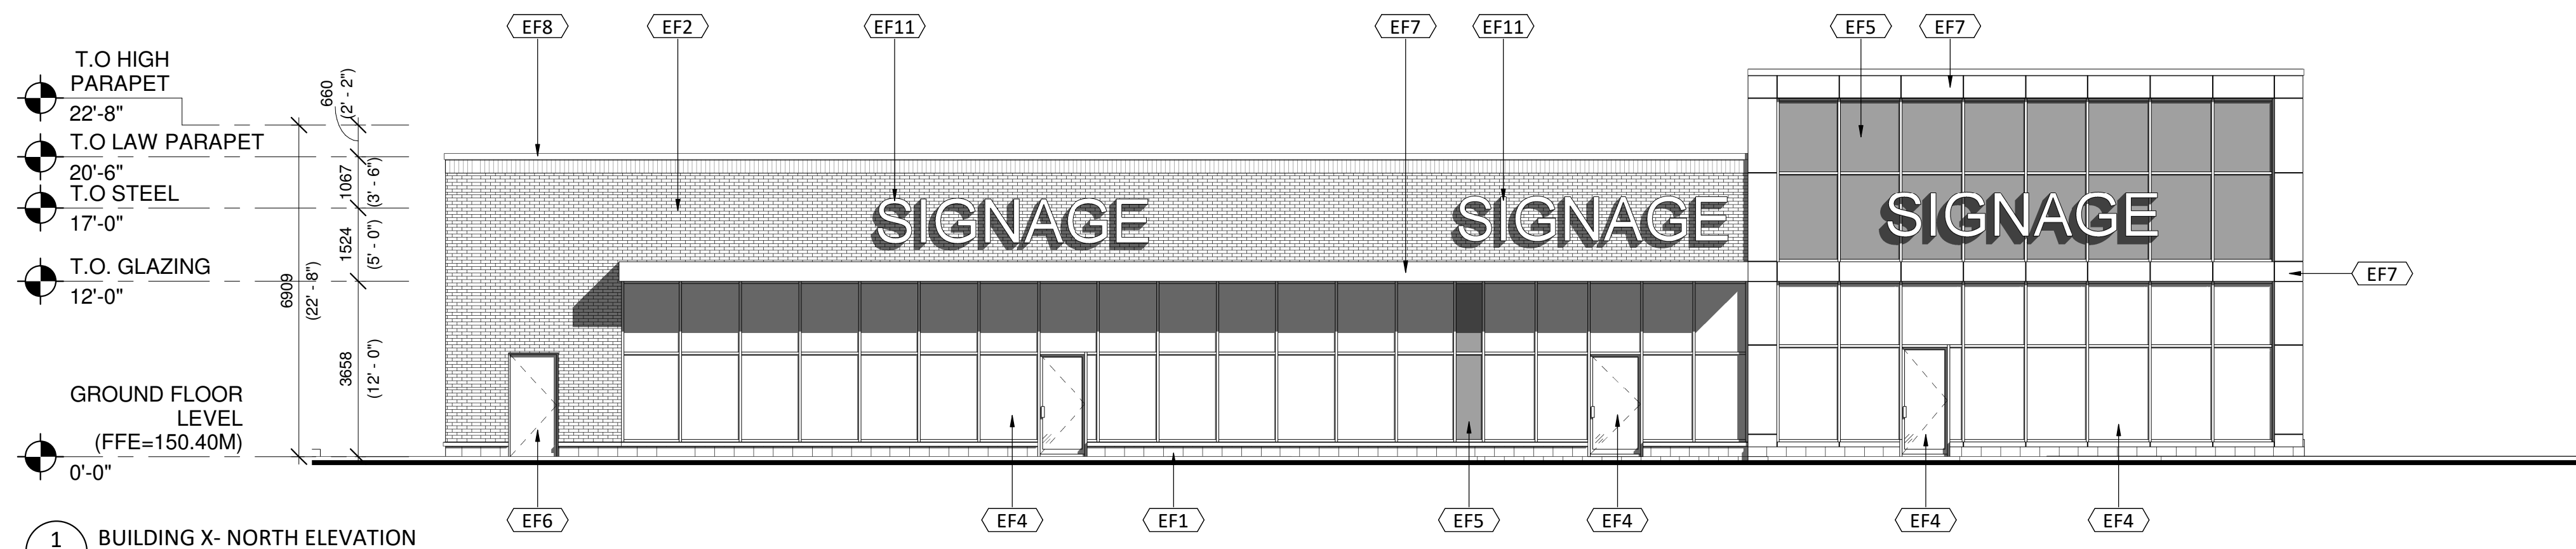 EF8
EF2
EF11
EF7
EF11
EF5
EF7
T.O HIGH
PARAPET
22'-8"
660
(2' - 2")
T.O LAW PARAPET
20'-6"
1067
(3' - 6")
T.O STEEL
17'-0"
1524
(5' - 0")
SIGNAGE
SIGNAGE
SIGNAGE
T.O. GLAZING
12'-0"
6909
(22' - 8")
EF7
3658
(12' - 0")
GROUND FLOOR
LEVEL
(FFE=150.40M)
0'-0"
EF6
EF4
EF1
EF5
EF4
EF4
EF4
1
BUILDING X- NORTH ELEVATION